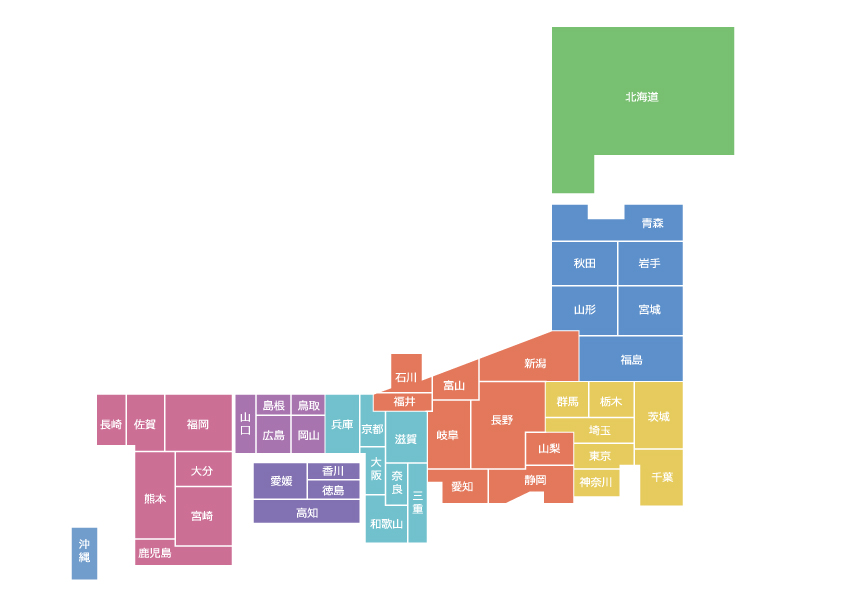 北海道
青森
秋田
岩手
山形
宮城
福島
新潟
石川
富山
福井
群馬
栃木
茨城
長野
埼玉
岐阜
山梨
東京
千葉
神奈川
静岡
愛知
山口
島根
鳥取
広島
岡山
兵庫
京都
滋賀
大阪
奈良
三重
和歌山
愛媛
香川
徳島
高知
長崎
佐賀
福岡
大分
熊本
宮崎
鹿児島
沖縄